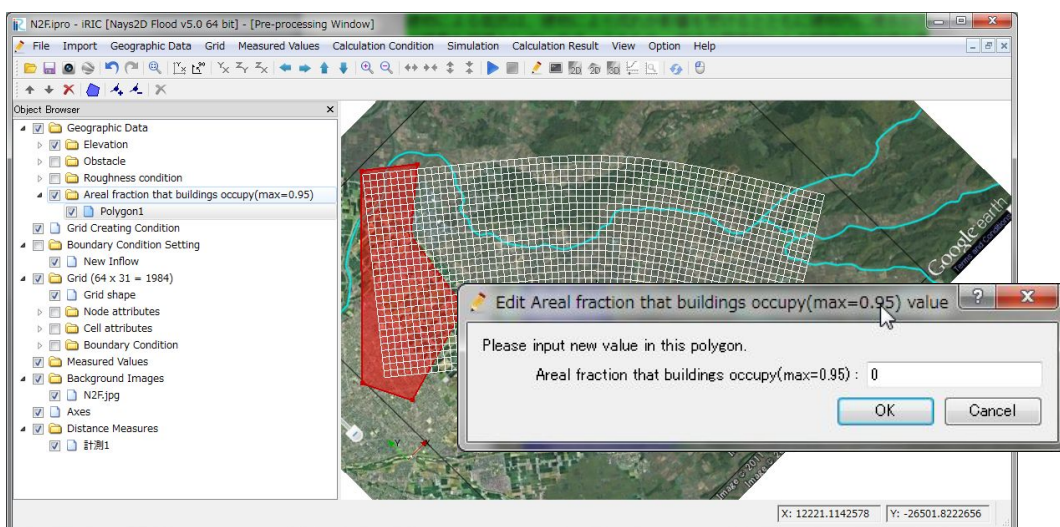 N2F.ipro - iRIC [Nays2D Flood v5.0 64 bit] - [Pre-processing Window]
File Import Geographic Data Grid Measured Values Calculation Condition Simulation Calculation Result View Option Help
Object Browser
Geographic Data
Elevation
Obstacle
Roughness condition
Areal fraction that buildings occupy(max=0.95)
Polygon1
Grid Creating Condition
Boundary Condition Setting
New Inflow
Grid (64 x 31 = 1984)
Grid shape
Node attributes
Cell attributes
Boundary Condition
Measured Values
Background Images
N2F.jpg
Axes
Distance Measures
計測1
Google earth
Edit Areal fraction that buildings occupy(max=0.95) value
Please input new value in this polygon.
Areal fraction that buildings occupy(max=0.95) : 0
OK Cancel
Y X
X: 12221.1142578 Y: -26501.8222656